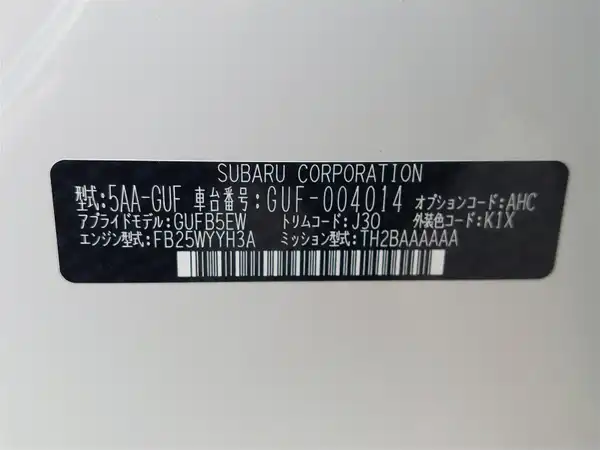 SUBARU CORPORATION
型式:5AA-GUF 車台番号:GUF-004014 オプションコード:AHC
アプライドモデル:GUFB5EW トリムコード:J30 外装色コード:K1X
エンジン型式:FB25WYYH3A ミッション型式:TH2BAAAAAA